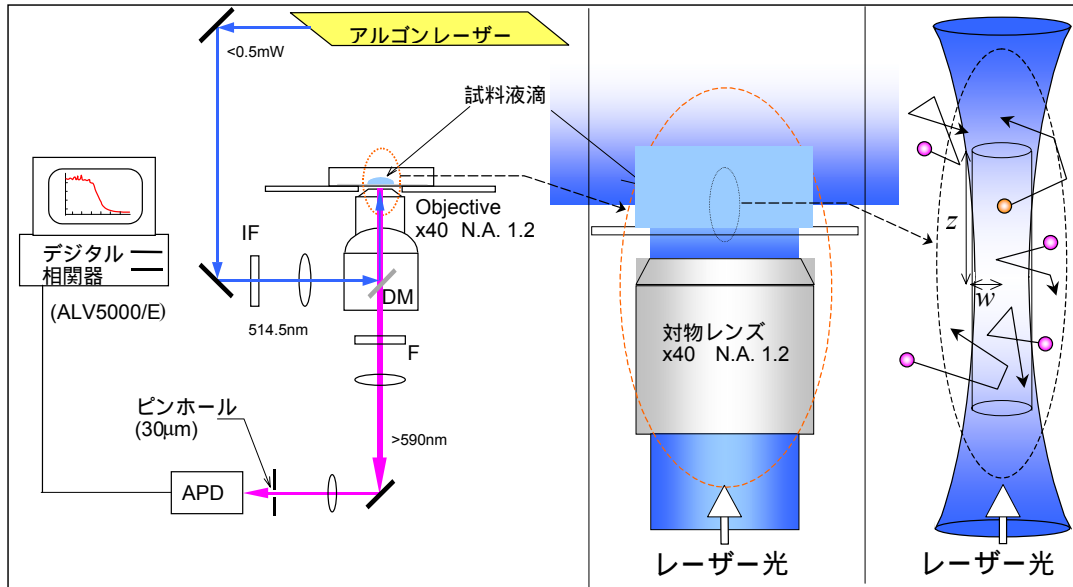 アルゴンレーザー
<0.5mW
試料液滴
Objective
x40 N.A. 1.2
IF
デジタル
相関器
(ALV5000/E)
514.5nm
DM
F
ピンホール
(30μm)
>590nm
APD
対物レンズ
x40 N.A. 1.2
レーザー光
z
w
レーザー光